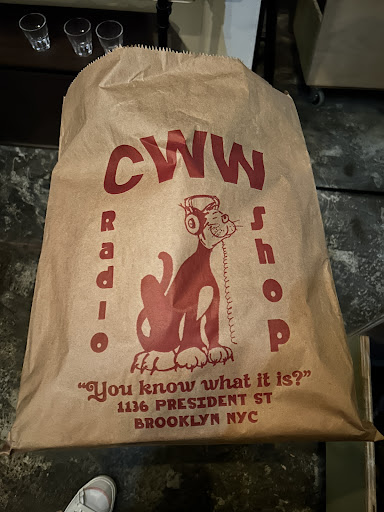 CWW
Radio
Shop
“You know what it is?”
1136 PRESIDENT ST
BROOKLYN NYC